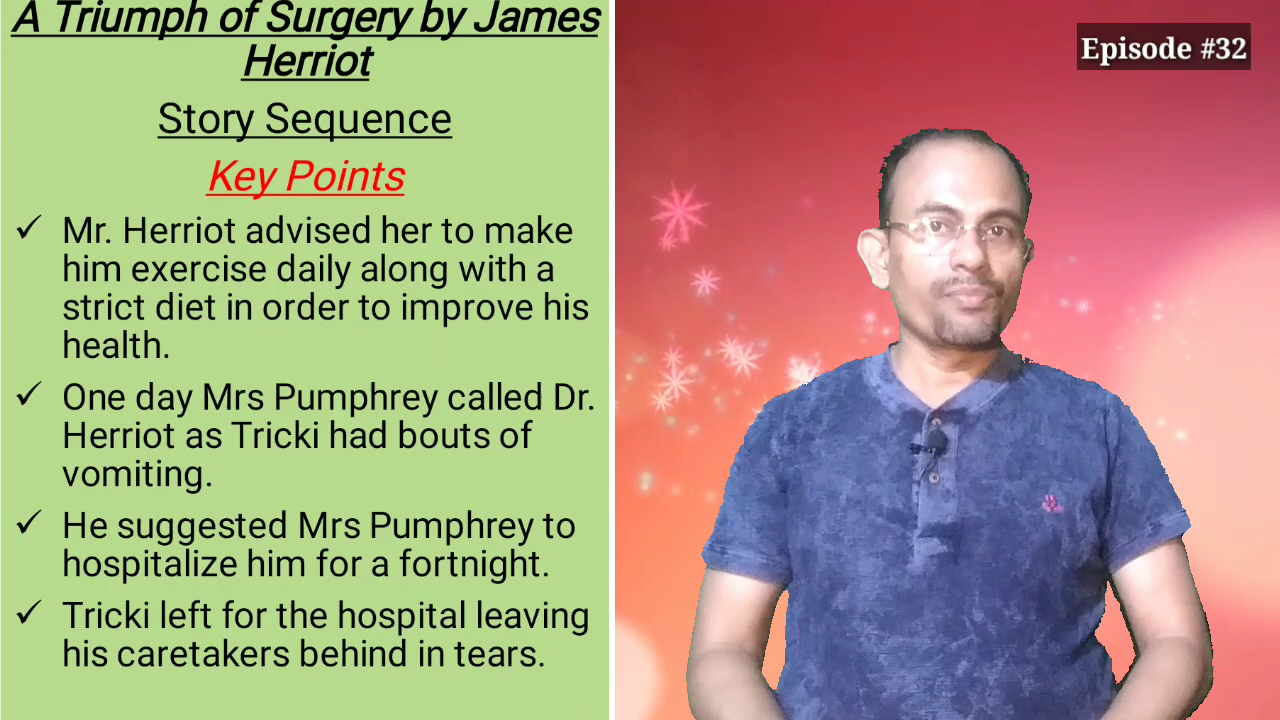 A Triumph of Surgery by James
Herriot
Story Sequence
Key Points
✓ Mr. Herriot advised her to make
him exercise daily along with a
strict diet in order to improve his
health.
✓ One day Mrs Pumphrey called Dr.
Herriot as Tricki had bouts of
vomiting.
✓ He suggested Mrs Pumphrey to
hospitalize him for a fortnight.
✓ Tricki left for the hospital leaving
his caretakers behind in tears.
Episode #32